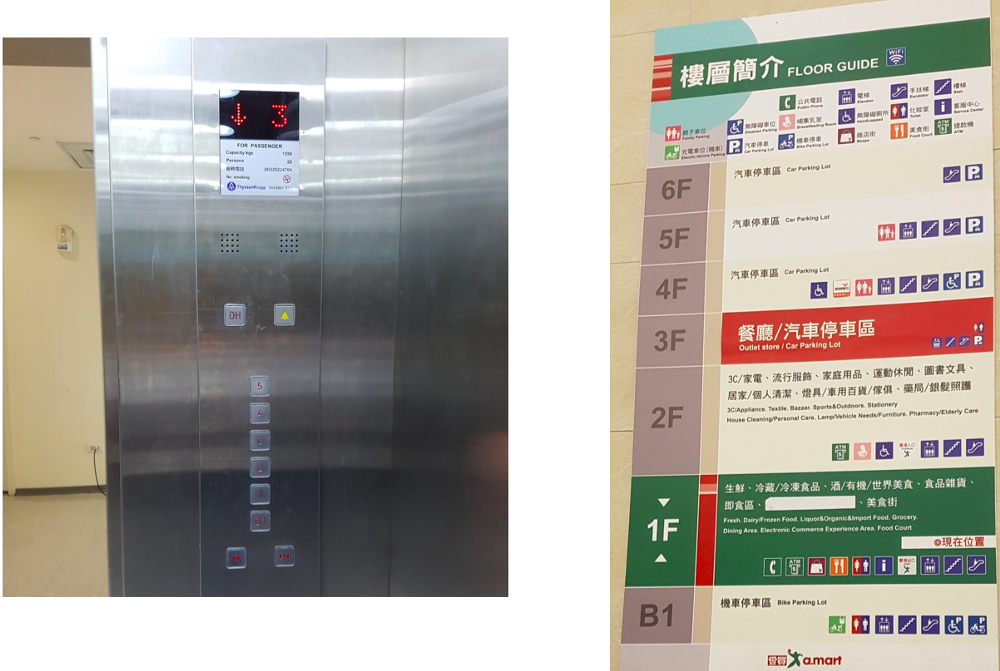 3
FOR PASSENGER
Capacity kgs 1350
Persons 20
No smoking
ThyssenKrupp
DH
5
4
樓層簡介 FLOOR GUIDE WiFi
公共電話
Public Phone
電梯
Elevator
手扶梯
Escalator
樓梯
Stair
親子車位
Family Parking
無障礙車位
Disabled Parking
哺集乳室
Breastfeeding Room
無障礙廁所
Handicapped
化妝室
Toilet
客服中心
Service Center
充電車位(機車)
Electric Vehicle Parking
汽車停車
Car Parking Lot
機車停車
Bike Parking Lot
商店街
Shops
美食街
Food Court
ATM
提款機
ATM
6F
汽車停車區 Car Parking Lot
5F
汽車停車區 Car Parking Lot
4F
汽車停車區 Car Parking Lot
3F
餐廳/汽車停車區
Outlet store / Car Parking Lot
2F
3C/家電、流行服飾、家庭用品、運動休閒、圖書文具、
居家/個人清潔、燈具/車用百貨/傢俱、藥局/銀髮照護
3C/Appliance. Textile. Bazaar. Sports&Outdoors. Stationery
House Cleaning/Personal Care. Lamp/Vehicle Needs/Furniture. Pharmacy/Elderly Care
ATM
1F
生鮮、冷藏/冷凍食品、酒/有機/世界美食、食品雜貨、
即食區、 、美食街
Fresh. Dairy/Frozen Food. Liquor&Organic&Import Food. Grocery.
Dining Area. Electronic Commerce Experience Area. Food Court
現在位置
ATM
B1
機車停車區 Bike Parking Lot
愛買 a.mart